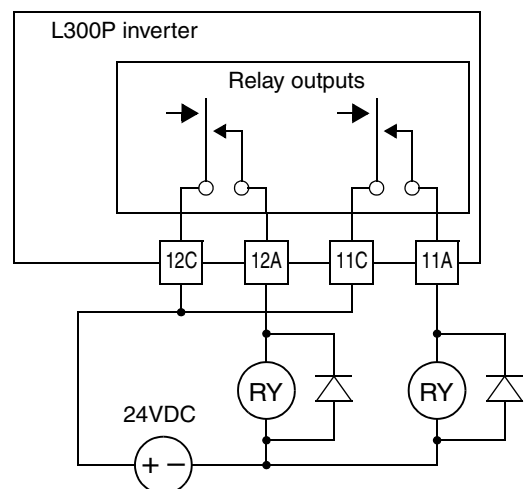 L300P inverter
Relay outputs
12C 12A 11C 11A
RY RY
24VDC
+ −